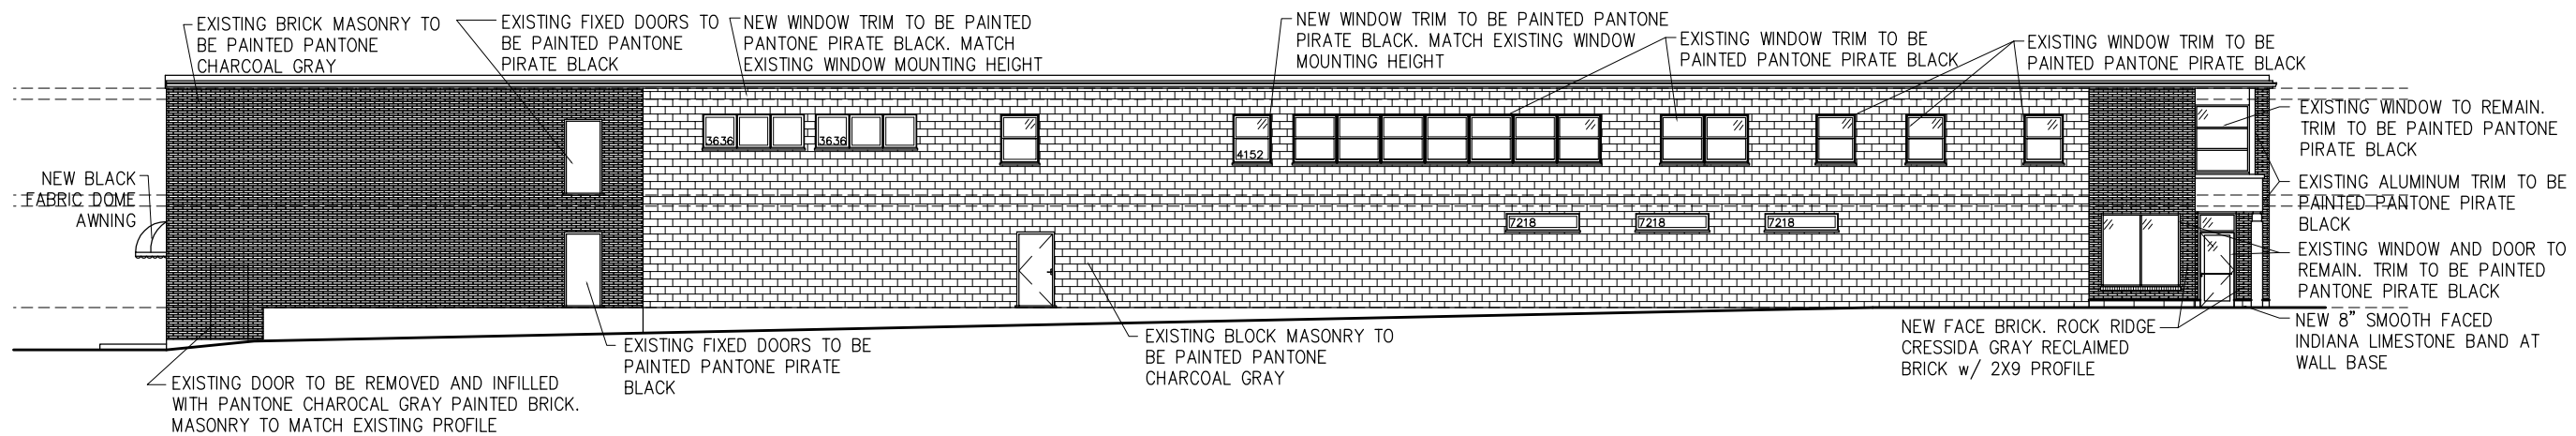 EXISTING BRICK MASONRY TO
BE PAINTED PANTONE
CHARCOAL GRAY
EXISTING FIXED DOORS TO
BE PAINTED PANTONE
PIRATE BLACK
NEW WINDOW TRIM TO BE PAINTED
PANTONE PIRATE BLACK. MATCH
EXISTING WINDOW MOUNTING HEIGHT
NEW WINDOW TRIM TO BE PAINTED PANTONE
PIRATE BLACK. MATCH EXISTING WINDOW
MOUNTING HEIGHT
EXISTING WINDOW TRIM TO BE
PAINTED PANTONE PIRATE BLACK
EXISTING WINDOW TRIM TO BE
PAINTED PANTONE PIRATE BLACK
EXISTING WINDOW TO REMAIN.
TRIM TO BE PAINTED PANTONE
PIRATE BLACK
3636
3636
4152
NEW BLACK
FABRIC DOME
AWNING
EXISTING ALUMINUM TRIM TO BE
PAINTED PANTONE PIRATE
BLACK
7218
7218
7218
EXISTING WINDOW AND DOOR TO
REMAIN. TRIM TO BE PAINTED
PANTONE PIRATE BLACK
NEW 8" SMOOTH FACED
INDIANA LIMESTONE BAND AT
WALL BASE
NEW FACE BRICK. ROCK RIDGE
CRESSIDA GRAY RECLAIMED
BRICK w/ 2X9 PROFILE
EXISTING BLOCK MASONRY TO
BE PAINTED PANTONE
CHARCOAL GRAY
EXISTING FIXED DOORS TO BE
PAINTED PANTONE PIRATE
BLACK
EXISTING DOOR TO BE REMOVED AND INFILLED
WITH PANTONE CHAROCAL GRAY PAINTED BRICK.
MASONRY TO MATCH EXISTING PROFILE